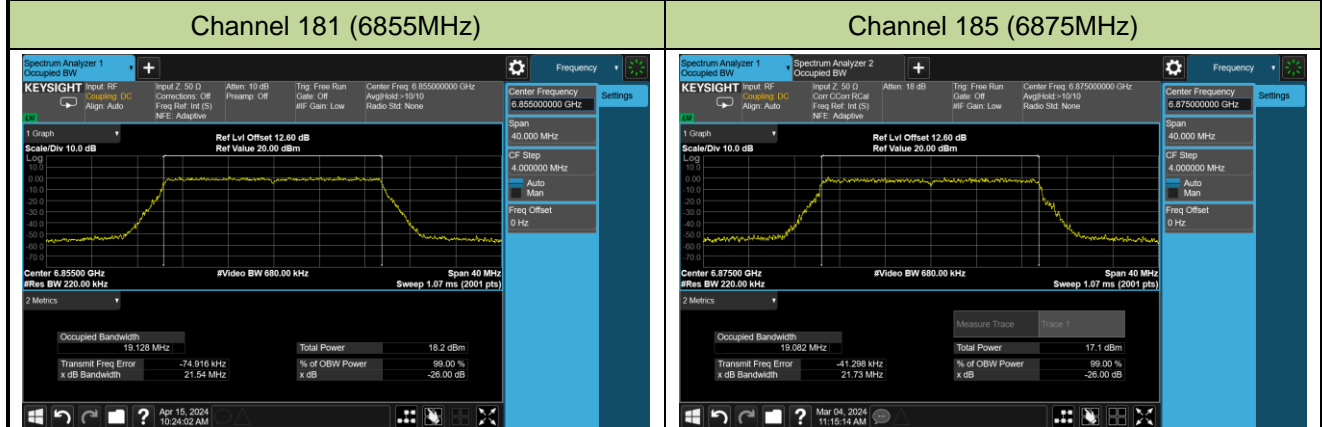 Channel 181 (6855MHz)
Channel 185 (6875MHz)
Spectrum Analyzer 1
Occupied BW
Frequency
KEYSIGHT
Input: RF
Coupling: DC
Align: Auto
Input Z: 50 Ω
Corrections: Off
Freq Ref: Int (S)
NFE: Adaptive
Atten: 10 dB
Preamp: Off
Trig: Free Run
Gate: Off
#IF Gain: Low
Center Freq: 6.855000000 GHz
Avg|Hold:>10/10
Radio Std: None
Center Frequency
6.855000000 GHz
Settings
Span
40.000 MHz
CF Step
4.000000 MHz
Auto
Man
Freq Offset
0 Hz
1 Graph
Scale/Div 10.0 dB
Ref Lvl Offset 12.60 dB
Ref Value 20.00 dBm
Log
10.0
0.00
-10.0
-20.0
-30.0
-40.0
-50.0
-60.0
-70.0
Center 6.85500 GHz
#Video BW 680.00 kHz
Span 40 MHz
#Res BW 220.00 kHz
Sweep 1.07 ms (2001 pts)
2 Metrics
Occupied Bandwidth
19.128 MHz
Total Power 18.2 dBm
Transmit Freq Error -74.916 kHz
% of OBW Power 99.00 %
x dB Bandwidth 21.54 MHz
x dB -26.00 dB
?
Apr 15, 2024
10:24:02 AM
Spectrum Analyzer 1
Occupied BW
Spectrum Analyzer 2
Occupied BW
Frequency
KEYSIGHT
Input: RF
Coupling: DC
Align: Auto
Input Z: 50 Ω
Corr CCorr RCal
Freq Ref: Int (S)
NFE: Adaptive
Atten: 18 dB
Trig: Free Run
Gate: Off
#IF Gain: Low
Center Freq: 6.875000000 GHz
Avg|Hold:>10/10
Radio Std: None
Center Frequency
6.875000000 GHz
Settings
Span
40.000 MHz
CF Step
4.000000 MHz
Auto
Man
Freq Offset
0 Hz
1 Graph
Scale/Div 10.0 dB
Ref Lvl Offset 12.60 dB
Ref Value 20.00 dBm
Log
10.0
0.00
-10.0
-20.0
-30.0
-40.0
-50.0
-60.0
-70.0
Center 6.87500 GHz
#Video BW 680.00 kHz
Span 40 MHz
#Res BW 220.00 kHz
Sweep 1.07 ms (2001 pts)
2 Metrics
Measure Trace Trace 1
Occupied Bandwidth
19.082 MHz
Total Power 17.1 dBm
Transmit Freq Error -41.298 kHz
% of OBW Power 99.00 %
x dB Bandwidth 21.73 MHz
x dB -26.00 dB
?
Mar 04, 2024
11:15:14 AM